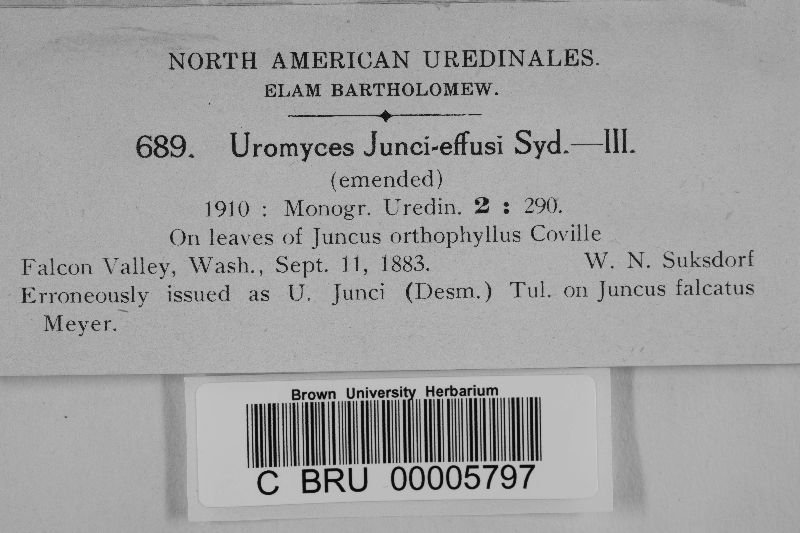 NORTH AMERICAN UREDINALES.
ELAM BARTHOLOMEW.
689. Uromyces Junci-effusi Syd.—III.
(emended)
1910 : Monogr. Uredin. 2 : 290.
On leaves of Juncus orthophyllus Coville
Falcon Valley, Wash., Sept. 11, 1883. W. N. Suksdorf
Erroneously issued as U. Junci (Desm.) Tul. on Juncus falcatus
Meyer.
Brown University Herbarium
C BRU 00005797